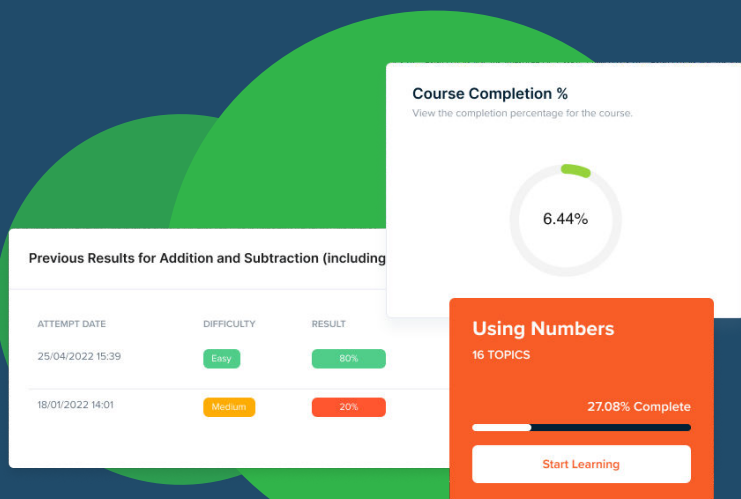 Course Completion %
View the completion percentage for the course.
6.44%
Previous Results for Addition and Subtraction (including
ATTEMPT DATE DIFFICULTY RESULT
25/04/2022 15:39 Easy 80%
18/01/2022 14:01 Medium 20%
Using Numbers
16 TOPICS
27.08% Complete
Start Learning